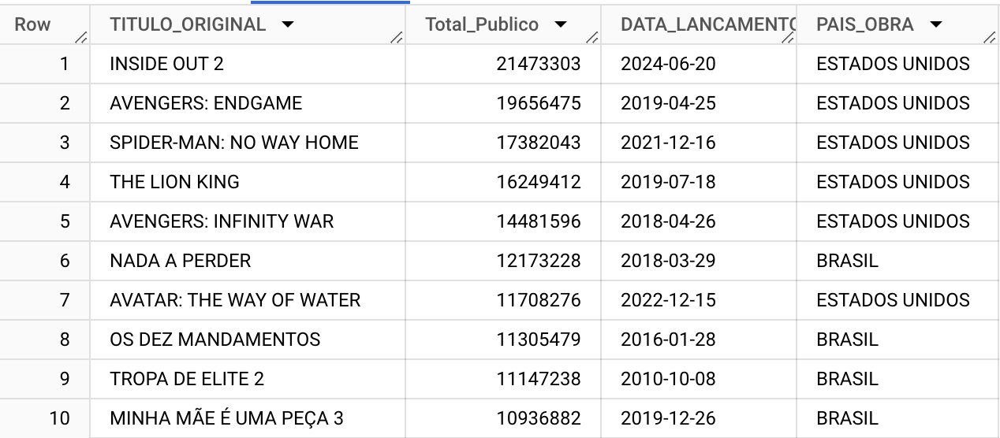 Row TITULO_ORIGINAL Total_Publico DATA_LANCAMENTO PAIS_OBRA
1 INSIDE OUT 2 21473303 2024-06-20 ESTADOS UNIDOS
2 AVENGERS: ENDGAME 19656475 2019-04-25 ESTADOS UNIDOS
3 SPIDER-MAN: NO WAY HOME 17382043 2021-12-16 ESTADOS UNIDOS
4 THE LION KING 16249412 2019-07-18 ESTADOS UNIDOS
5 AVENGERS: INFINITY WAR 14481596 2018-04-26 ESTADOS UNIDOS
6 NADA A PERDER 12173228 2018-03-29 BRASIL
7 AVATAR: THE WAY OF WATER 11708276 2022-12-15 ESTADOS UNIDOS
8 OS DEZ MANDAMENTOS 11305479 2016-01-28 BRASIL
9 TROPA DE ELITE 2 11147238 2010-10-08 BRASIL
10 MINHA MÃE É UMA PEÇA 3 10936882 2019-12-26 BRASIL